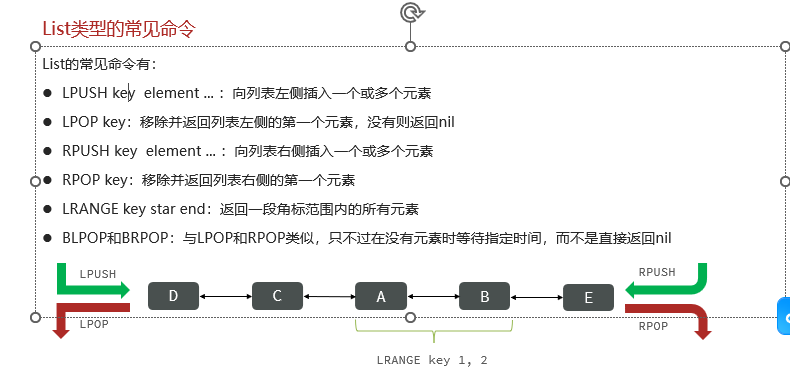 List类型的常见命令
List的常见命令有：
● LPUSH key  element ... ：向列表左侧插入一个或多个元素
● LPOP key：移除并返回列表左侧的第一个元素，没有则返回nil
● RPUSH key  element ... ：向列表右侧插入一个或多个元素
● RPOP key：移除并返回列表右侧的第一个元素
● LRANGE key star end：返回一段角标范围内的所有元素
● BLPOP和BRPOP：与LPOP和RPOP类似，只不过在没有元素时等待指定时间，而不是直接返回nil
LPUSH RPUSH
D C A B E
LPOP RPOP
LRANGE key 1, 2